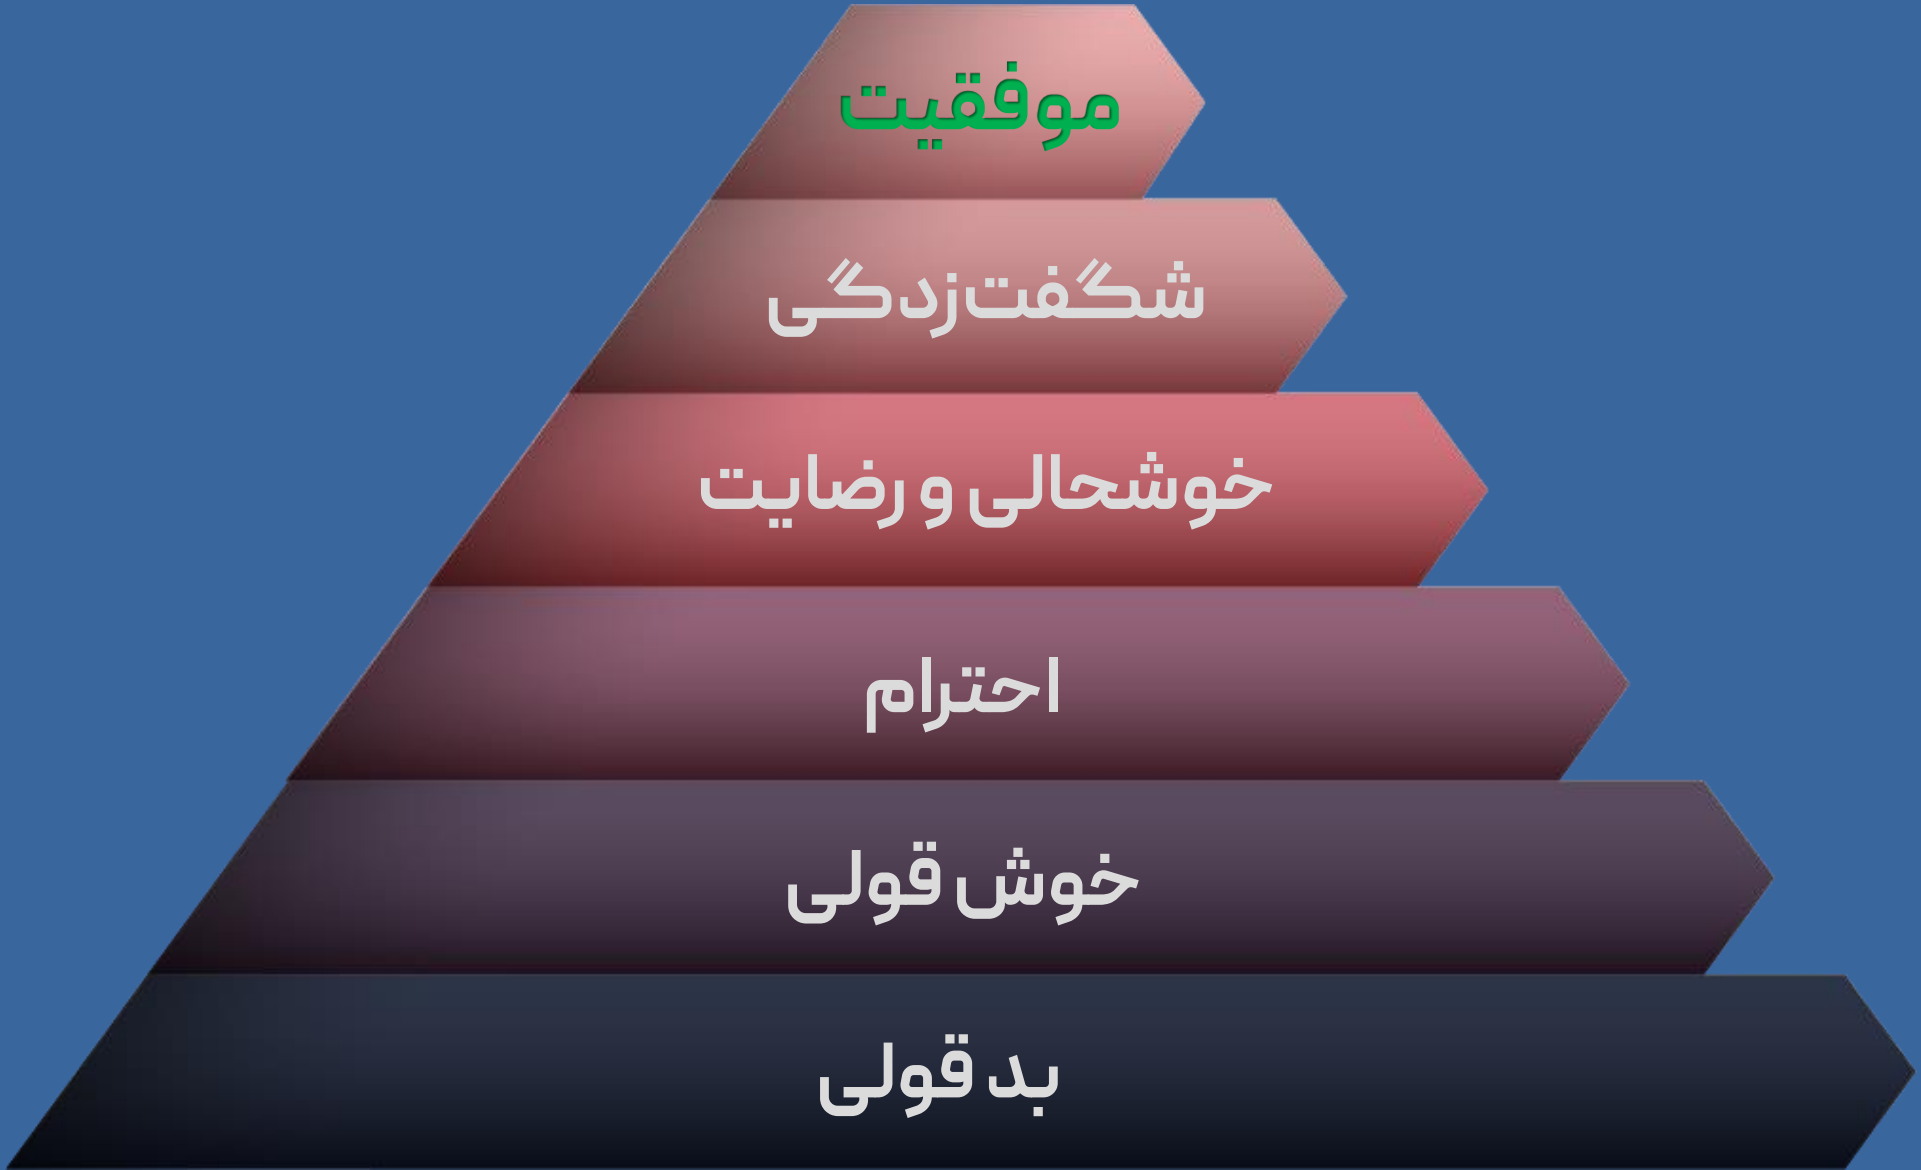 موفقیت
شگفت‌زدگی
خوشحالی و رضایت
احترام
خوش قولی
بد قولی